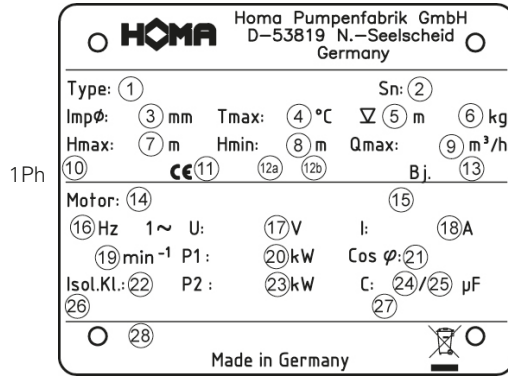 HOMA Homa Pumpenfabrik GmbH
D-53819 N.-Seelscheid
Germany
Type: 1 Sn: 2
Impø: 3 mm Tmax: 4 °C ∇ 5 m 6 kg
Hmax: 7 m Hmin: 8 m Qmax: 9 m³/h
1Ph
10 CE 11 12a 12b Bj. 13
Motor: 14 15
16 Hz 1~ U: 17 V I: 18 A
19 min⁻¹ P1: 20 kW Cos φ: 21
Isol.Kl.: 22 P2: 23 kW C: 24/25 µF
26 27
28
Made in Germany